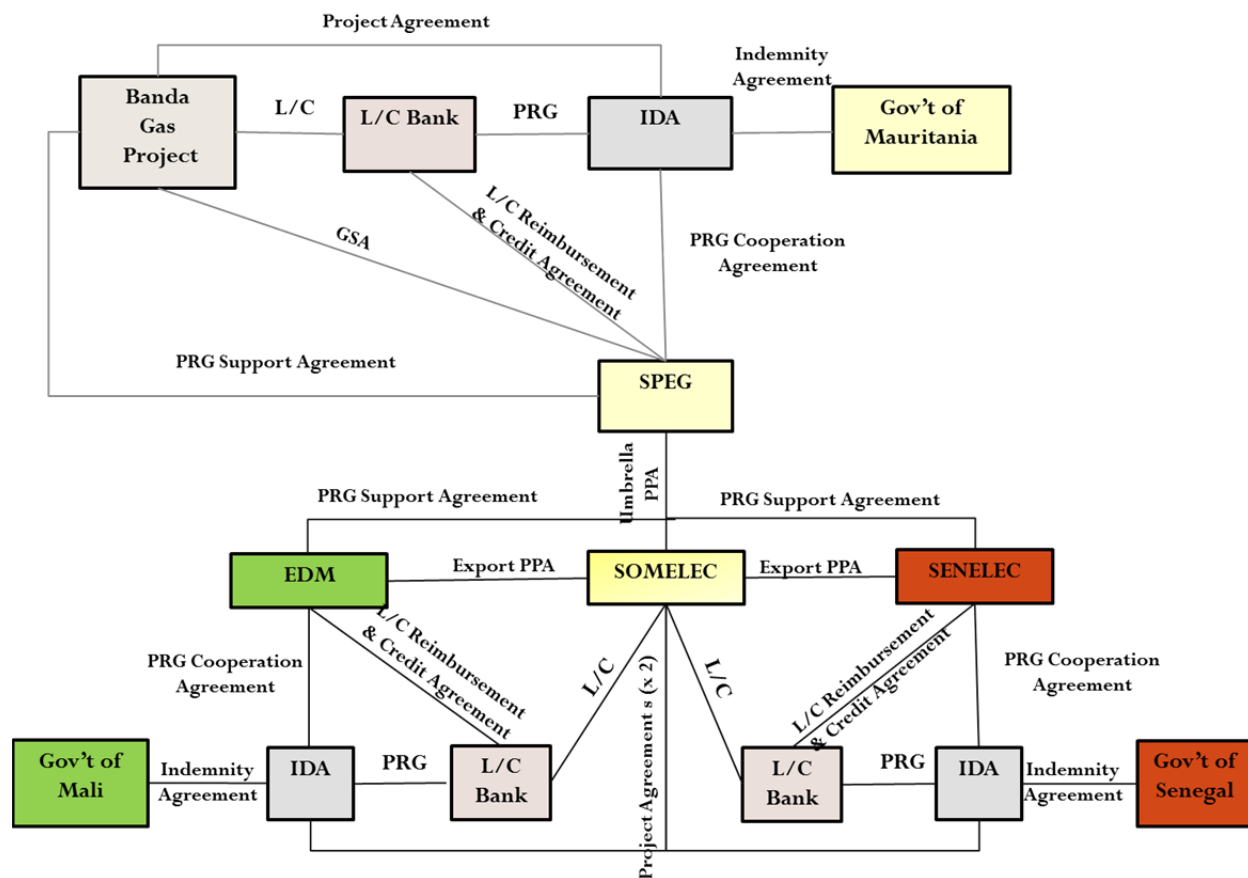 Project Agreement
Indemnity
Agreement
Banda
Gas
Project
L/C
L/C Bank
PRG
IDA
Gov't of
Mauritania
L/C Reimbursement
& Credit Agreement
GSA
PRG Cooperation
Agreement
PRG Support Agreement
SPEG
Umbrella
PPA
PRG Support Agreement
PRG Support Agreement
EDM
Export PPA
SOMELEC
Export PPA
SENELEC
L/C Reimbursement
& Credit Agreement
L/C
L/C
L/C Reimbursement
& Credit Agreement
PRG Cooperation
Agreement
PRG Cooperation
Agreement
Project Agreement s (x 2)
Gov't of
Mali
Indemnity
Agreement
IDA
PRG
L/C
Bank
L/C
Bank
PRG
IDA
Indemnity
Agreement
Gov't of
Senegal